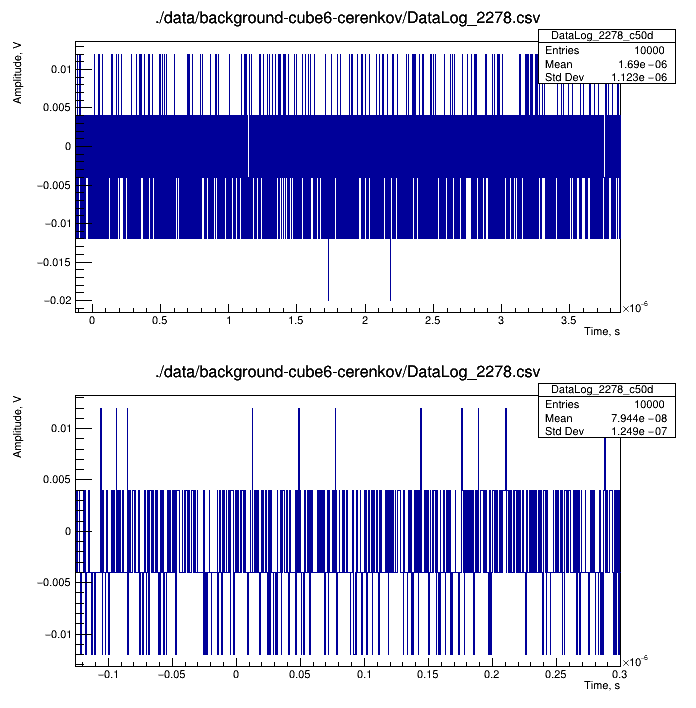 ./data/background-cube6-cerenkov/DataLog_2278.csv
Amplitude, V
DataLog_2278_c50d
Entries 10000
Mean 1.69e −06
Std Dev 1.123e −06
0.01
0.005
0
−0.005
−0.01
−0.015
−0.02
0 0.5 1 1.5 2 2.5 3 3.5
×10^-6
Time, s
./data/background-cube6-cerenkov/DataLog_2278.csv
Amplitude, V
DataLog_2278_c50d
Entries 10000
Mean 7.944e −08
Std Dev 1.249e −07
0.01
0.005
0
−0.005
−0.01
−0.1 −0.05 0 0.05 0.1 0.15 0.2 0.25 0.3
×10^-6
Time, s